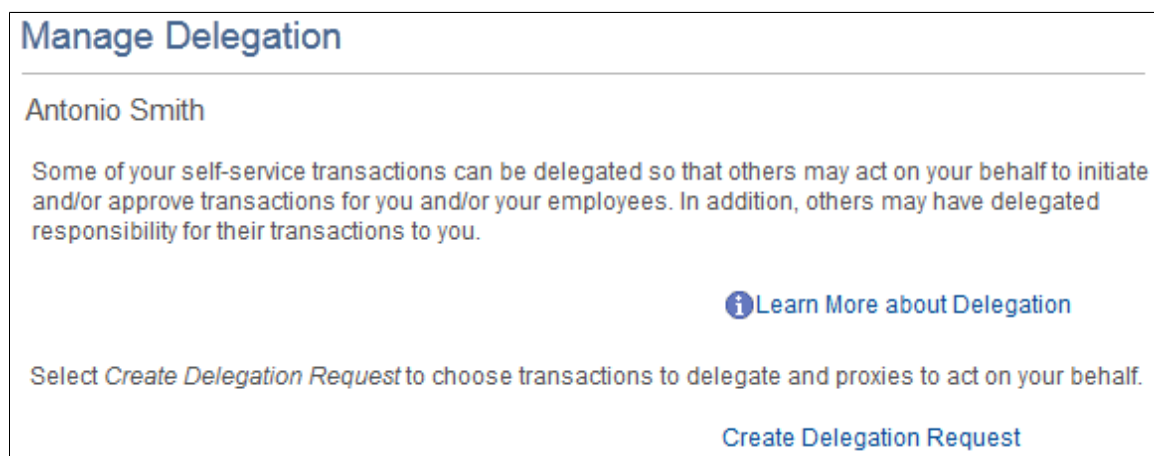 Manage Delegation
Antonio Smith
Some of your self-service transactions can be delegated so that others may act on your behalf to initiate
and/or approve transactions for you and/or your employees. In addition, others may have delegated
responsibility for their transactions to you.
Learn More about Delegation
Select Create Delegation Request to choose transactions to delegate and proxies to act on your behalf.
Create Delegation Request